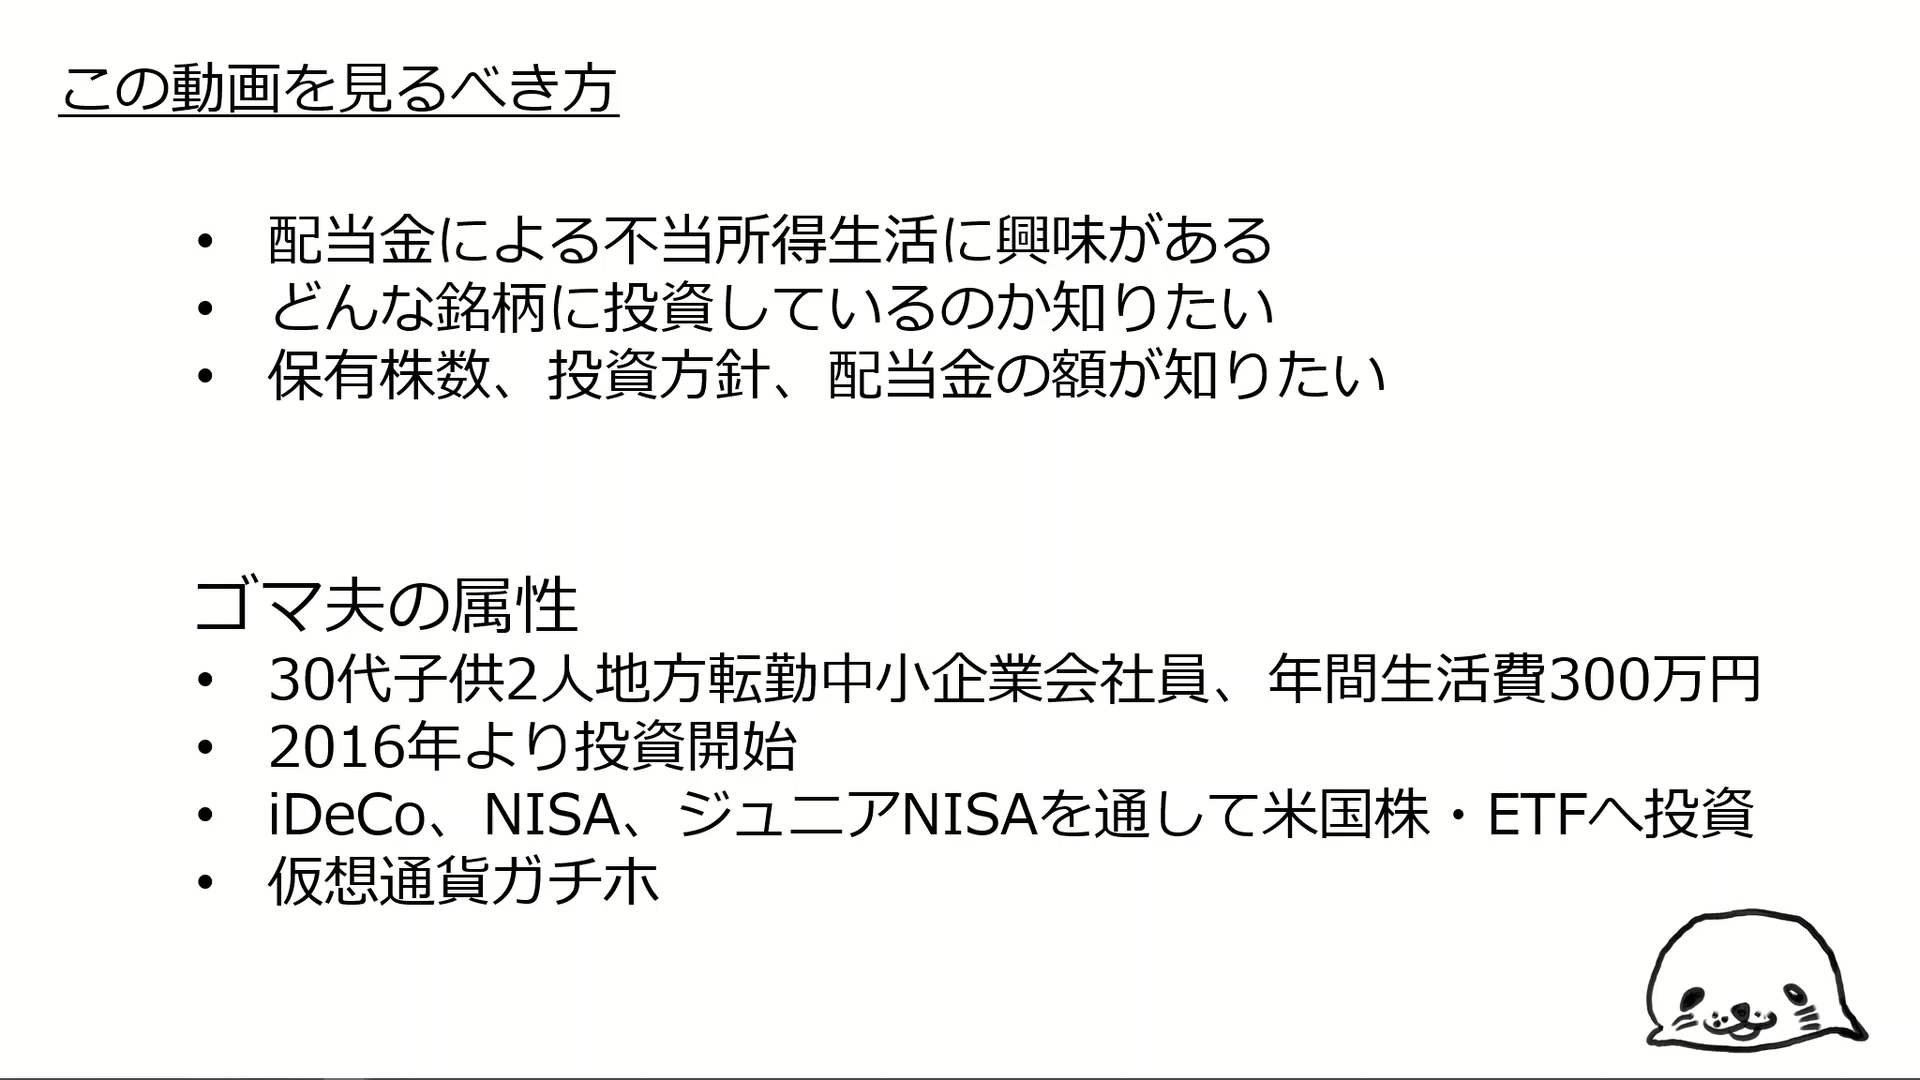 この動画を見るべき方
• 配当金による不当所得生活に興味がある
• どんな銘柄に投資しているのか知りたい
• 保有株数、投資方針、配当金の額が知りたい
ゴマ夫の属性
• 30代子供2人地方転勤中小企業会社員、年間生活費300万円
• 2016年より投資開始
• iDeCo、NISA、ジュニアNISAを通して米国株・ETFへ投資
• 仮想通貨ガチホ